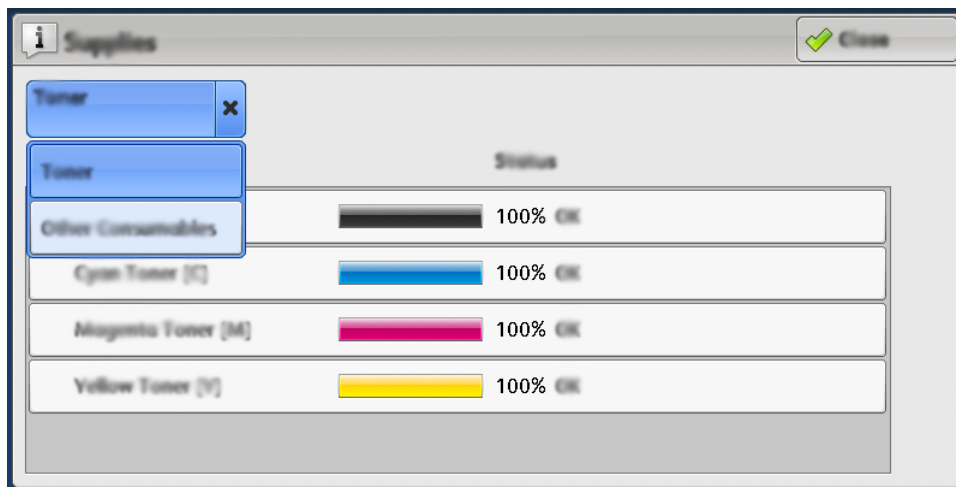 i Supplies
Close
Toner
Status
Toner
100% OK
Other Consumables
Cyan Toner [C] 100% OK
Magenta Toner [M] 100% OK
Yellow Toner [Y] 100% OK